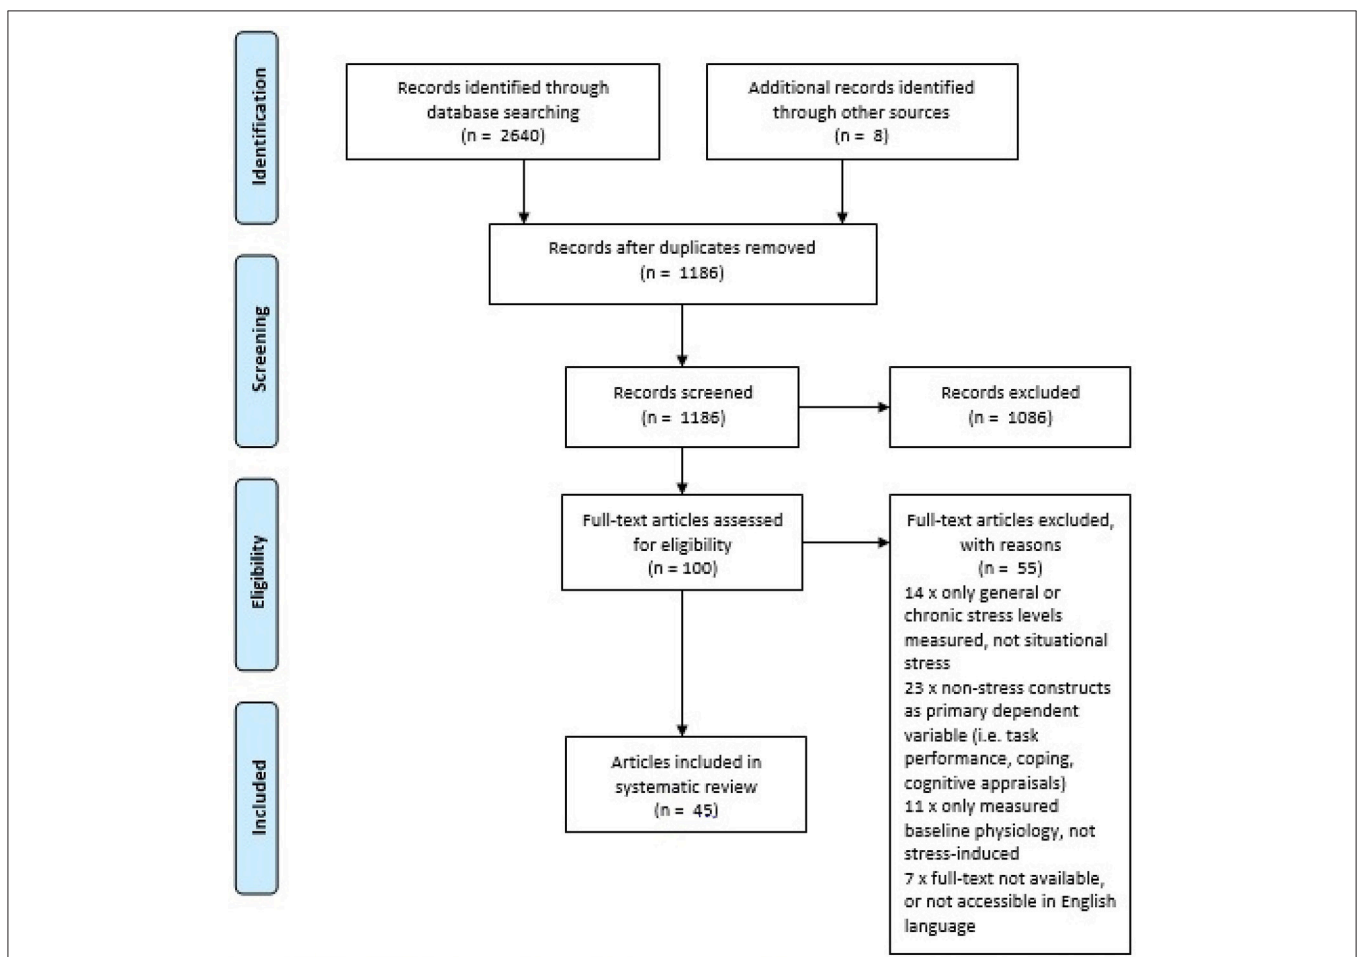 Identification
Records identified through
database searching
(n = 2640)
Additional records identified
through other sources
(n = 8)
Records after duplicates removed
(n = 1186)
Screening
Records screened
(n = 1186)
Records excluded
(n = 1086)
Eligibility
Full-text articles assessed
for eligibility
(n = 100)
Full-text articles excluded,
with reasons
(n = 55)
14 x only general or
chronic stress levels
measured, not situational
stress
23 x non-stress constructs
as primary dependent
variable (i.e. task
performance, coping,
cognitive appraisals)
11 x only measured
baseline physiology, not
stress-induced
7 x full-text not available,
or not accessible in English
language
Included
Articles included in
systematic review
(n = 45)